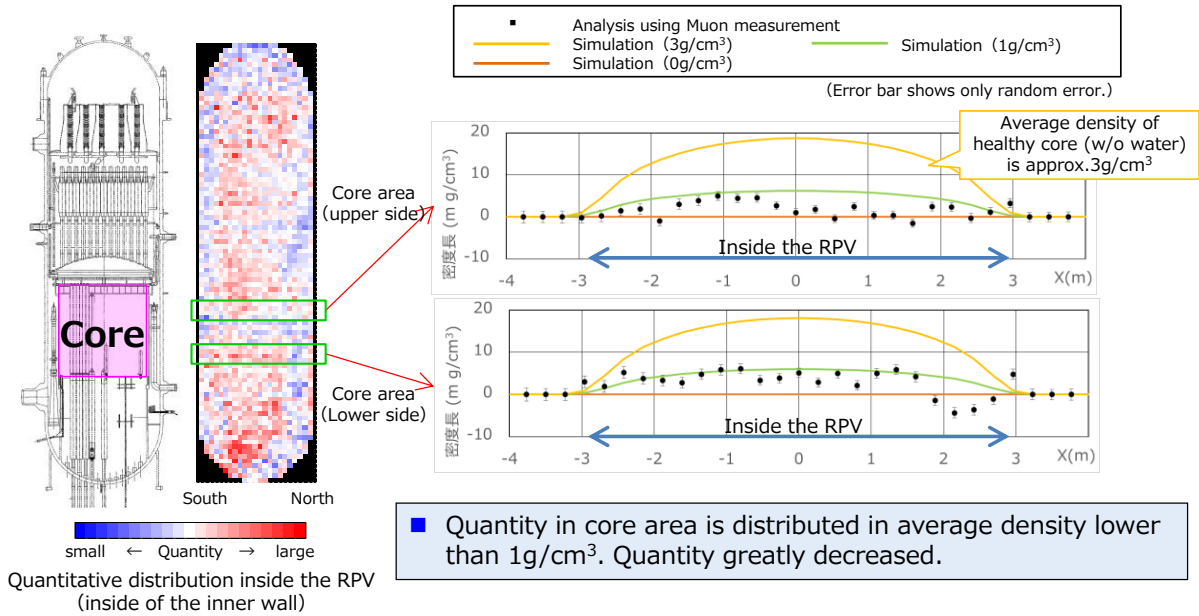 Analysis using Muon measurement
Simulation（3g/cm³）
Simulation（1g/cm³）
Simulation（0g/cm³）
（Error bar shows only random error.）
Average density of
healthy core (w/o water)
is approx.3g/cm³
密度長 (m g/cm³)
20
10
0
-10
Inside the RPV
-4 -3 -2 -1 0 1 2 3 X(m)
Core area
(upper side)
Core
密度長 (m g/cm³)
20
10
0
-10
Inside the RPV
-4 -3 -2 -1 0 1 2 3 X(m)
Core area
(Lower side)
South North
small ← Quantity → large
Quantitative distribution inside the RPV
（inside of the inner wall）
■ Quantity in core area is distributed in average density lower
than 1g/cm³. Quantity greatly decreased.